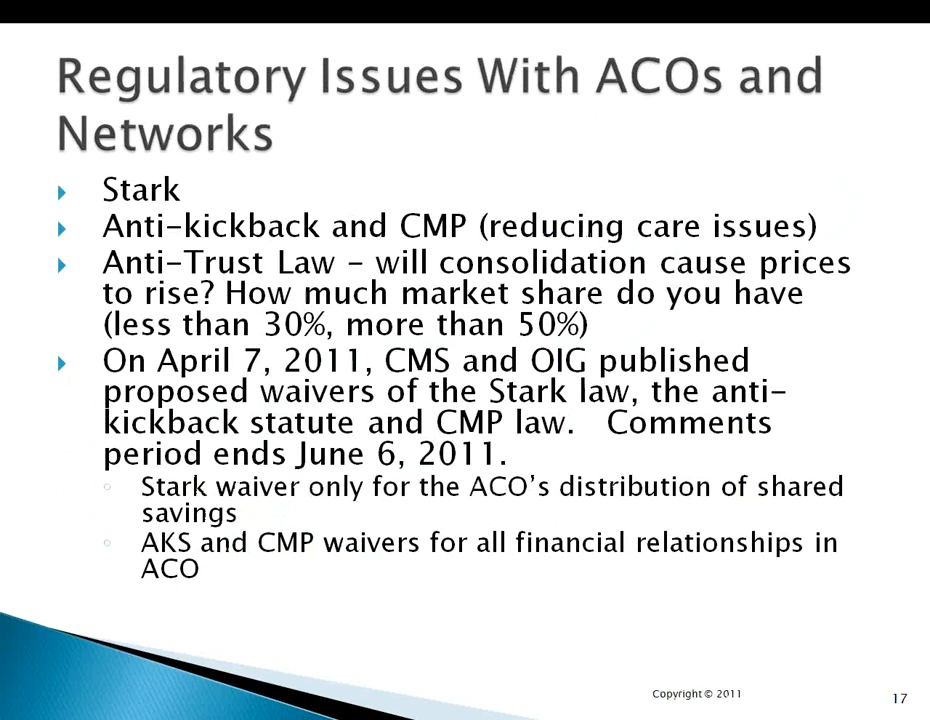 Regulatory Issues With ACOs and
Networks
Stark
Anti-kickback and CMP (reducing care issues)
Anti-Trust Law – will consolidation cause prices
to rise? How much market share do you have
(less than 30%, more than 50%)
On April 7, 2011, CMS and OIG published
proposed waivers of the Stark law, the anti-
kickback statute and CMP law.   Comments
period ends June 6, 2011.
Stark waiver only for the ACO’s distribution of shared
savings
AKS and CMP waivers for all financial relationships in
ACO
Copyright © 2011
17